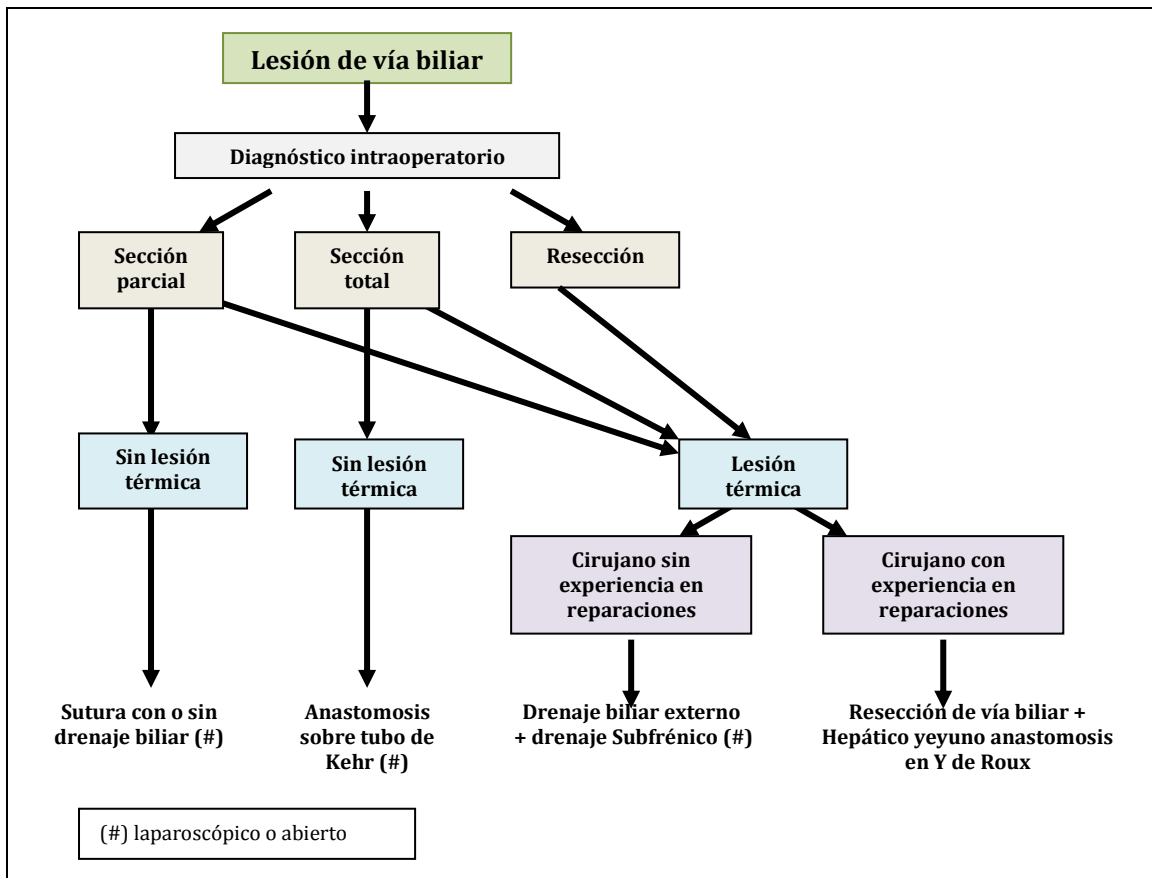 Lesión de vía biliar
Diagnóstico intraoperatorio
Sección
parcial
Sección
total
Resección
Sin lesión
térmica
Sin lesión
térmica
Lesión
térmica
Cirujano sin
experiencia en
reparaciones
Cirujano con
experiencia en
reparaciones
Sutura con o sin
drenaje biliar (#)
Anastomosis
sobre tubo de
Kehr (#)
Drenaje biliar externo
+ drenaje Subfrénico (#)
Resección de vía biliar +
Hepático yeyuno anastomosis
en Y de Roux
(#) laparoscópico o abierto